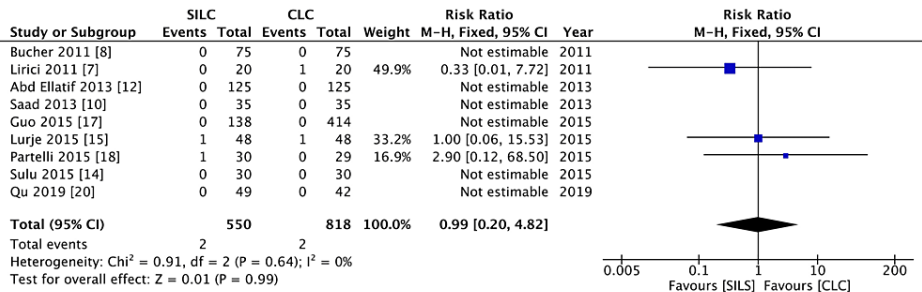 SILC CLC Risk Ratio Risk Ratio
Study or Subgroup Events Total Events Total Weight M-H, Fixed, 95% CI Year M-H, Fixed, 95% CI
Bucher 2011 [8] 0 75 0 75 Not estimable 2011
Lirici 2011 [7] 0 20 1 20 49.9% 0.33 [0.01, 7.72] 2011
Abd Ellatif 2013 [12] 0 125 0 125 Not estimable 2013
Saad 2013 [10] 0 35 0 35 Not estimable 2013
Guo 2015 [17] 0 138 0 414 Not estimable 2015
Lurje 2015 [15] 1 48 1 48 33.2% 1.00 [0.06, 15.53] 2015
Partelli 2015 [18] 1 30 0 29 16.9% 2.90 [0.12, 68.50] 2015
Sulu 2015 [14] 0 30 0 30 Not estimable 2015
Qu 2019 [20] 0 49 0 42 Not estimable 2019
Total (95% CI) 550 818 100.0% 0.99 [0.20, 4.82]
Total events 2 2
Heterogeneity: Chi² = 0.91, df = 2 (P = 0.64); I² = 0%
Test for overall effect: Z = 0.01 (P = 0.99)
0.005 0.1 1 10 200
Favours [SILS] Favours [CLC]